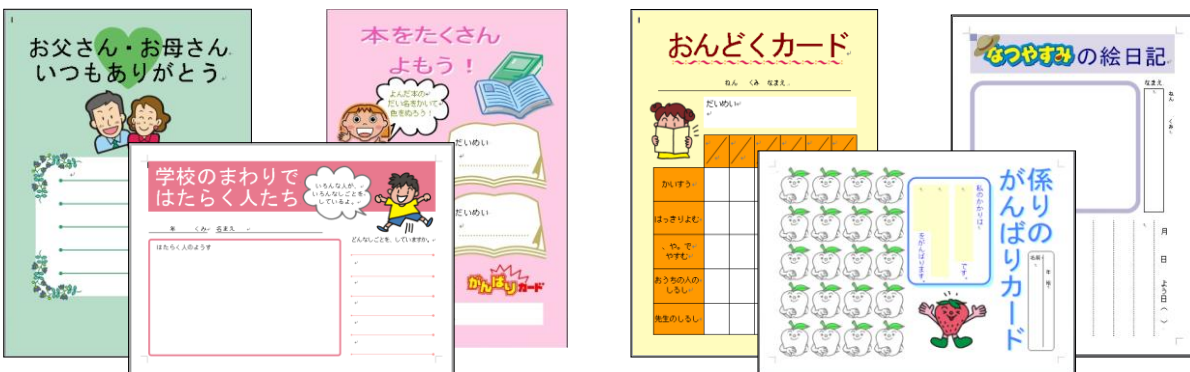 お父さん・お母さん
いつもありがとう
本をたくさん
よもう！
よんだ本の
だい名をかいて
色をぬろう！
だいめい
だいめい
がんばりカード
学校のまわりで
はたらく人たち
いろんな人が、
いろんなしごとを
しているよ。
年 くみ 名まえ
はたらく人のようす
どんなしごとを、していますか。
おんどくカード
ねん くみ なまえ
だいめい
かいすう
はっきりよむ
、や。で
やすむ
おうちの人の
しるし
先生のしるし
なつやすみの絵日記
ねん くみ
なまえ
月 日 よう日（ ）
係りの
がんばりカード
年 組
名前
私のかかりは、
です。
をがんばります。